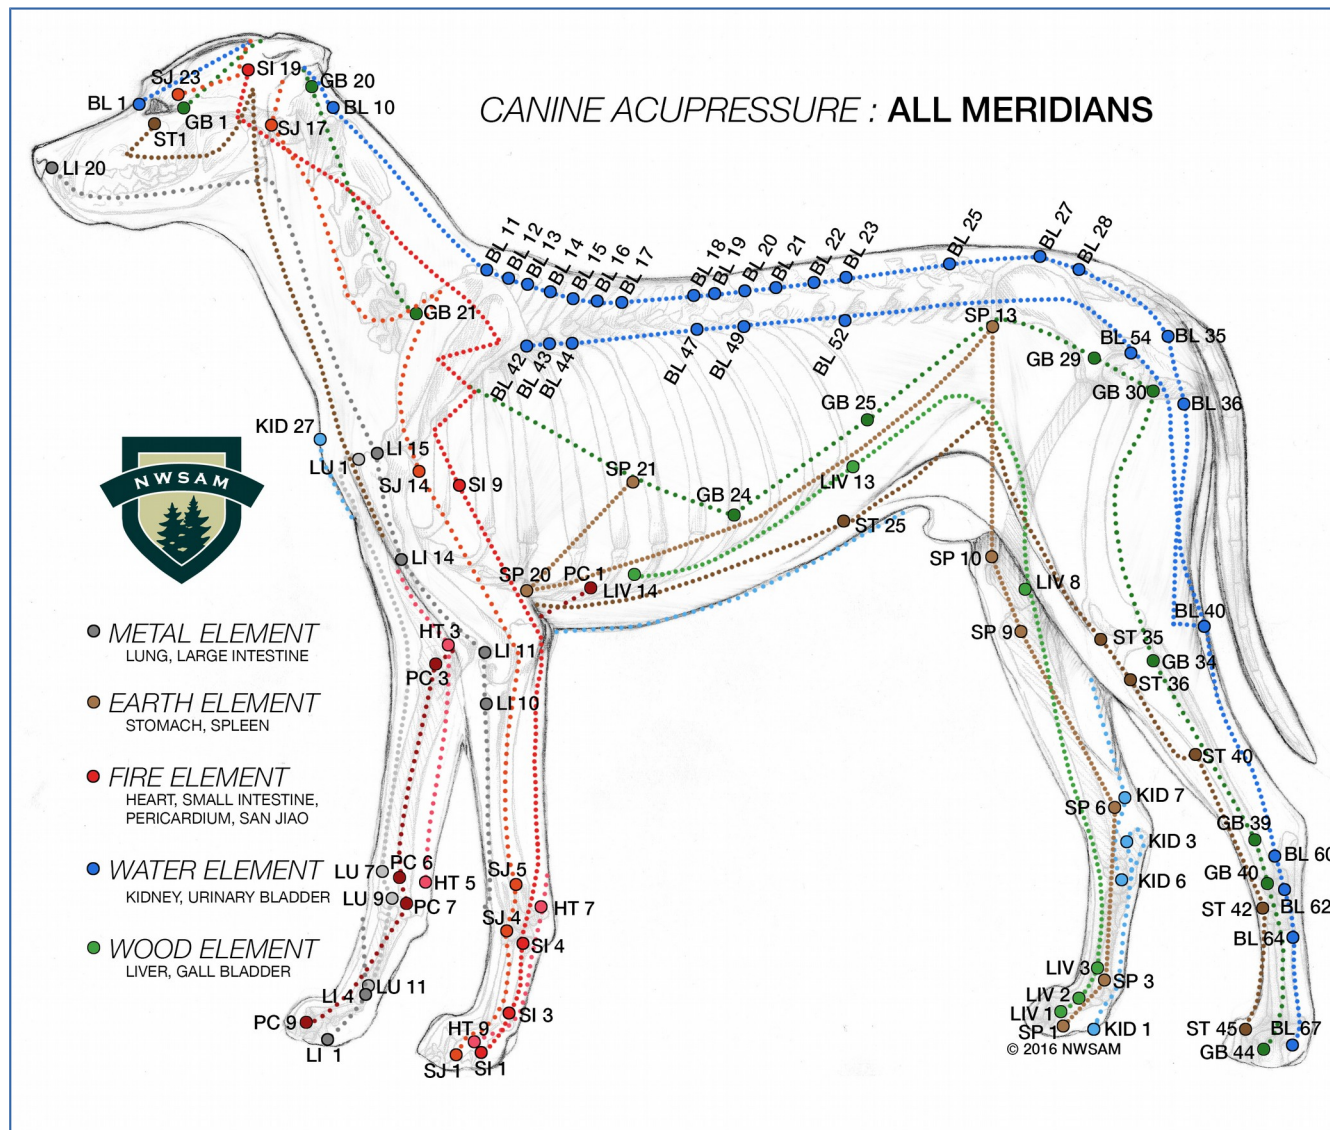 CANINE ACUPRESSURE : ALL MERIDIANS
SJ 23
SI 19
GB 20
BL 1
GB 1
BL 10
ST1
SJ 17
LI 20
BL 11
BL 12
BL 13
BL 14
BL 15
BL 16
BL 17
BL 18
BL 19
BL 20
BL 21
BL 22
BL 23
BL 25
BL 27
BL 28
GB 21
SP 13
BL 54
BL 35
BL 42
BL 43
BL 44
BL 47
BL 49
BL 52
GB 29
GB 30
BL 36
GB 25
KID 27
LI 15
LU 1
SJ 14
SI 9
SP 21
LIV 13
GB 24
ST 25
NWSAM
LI 14
SP 10
SP 20
PC 1
LIV 14
LIV 8
BL 40
METAL ELEMENT
LUNG, LARGE INTESTINE
HT 3
LI 11
PC 3
SP 9
ST 35
GB 34
ST 36
EARTH ELEMENT
STOMACH, SPLEEN
LI 10
ST 40
FIRE ELEMENT
HEART, SMALL INTESTINE,
PERICARDIUM, SAN JIAO
SP 6
KID 7
GB 39
KID 3
BL 60
WATER ELEMENT
KIDNEY, URINARY BLADDER
LU 7
PC 6
HT 5
SJ 5
KID 6
GB 40
LU 9
PC 7
HT 7
ST 42
BL 62
WOOD ELEMENT
LIVER, GALL BLADDER
SJ 4
SI 4
BL 64
LIV 3
SP 3
LU 11
LI 4
LIV 2
LIV 1
PC 9
SI 3
SP 1
KID 1
ST 45
BL 67
HT 9
LI 1
SJ 1
SI 1
GB 44
© 2016 NWSAM